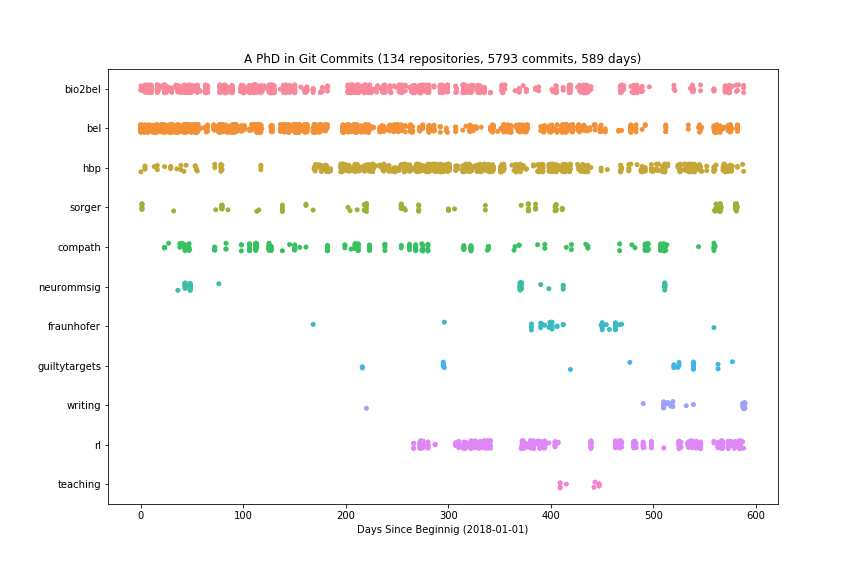 A PhD in Git Commits (134 repositories, 5793 commits, 589 days)
bio2bel
bel
hbp
sorger
compath
neurommsig
fraunhofer
guiltytargets
writing
rl
teaching
0 100 200 300 400 500 600
Days Since Beginnig (2018-01-01)